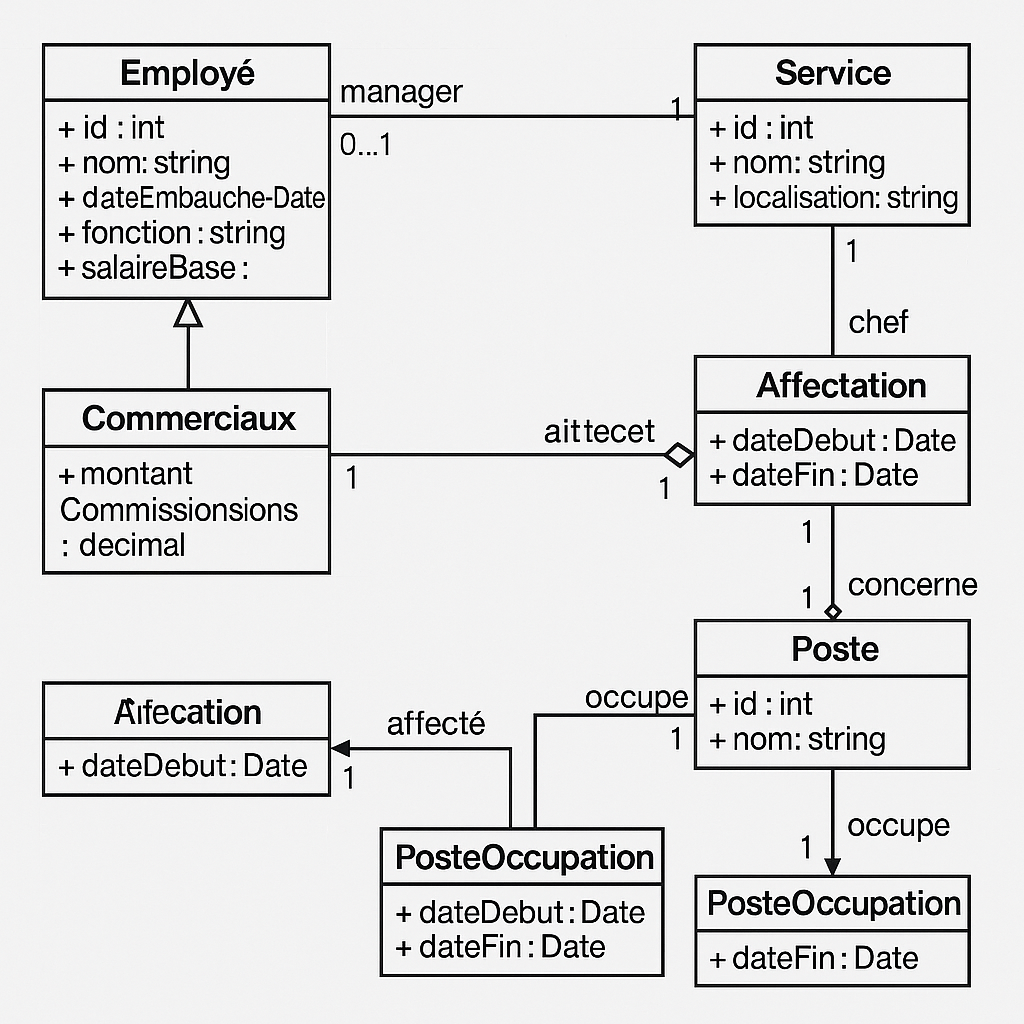 Employé
+ id : int
+ nom: string
+ dateEmbauche-Date
+ fonction : string
+ salaireBase :
manager
0...1
1
Service
+ id : int
+ nom: string
+ localisation: string
1
chef
Commerciaux
+ montant
Commissionsions
: decimal
1
aittecet
1
Affectation
+ dateDebut : Date
+ dateFin : Date
1
concerne
1
Poste
+ id : int
+ nom: string
occupe
1
Aıfecation
+ dateDebut : Date
affecté
1
PosteOccupation
+ dateDebut : Date
+ dateFin : Date
occupe
1
PosteOccupation
+ dateFin : Date